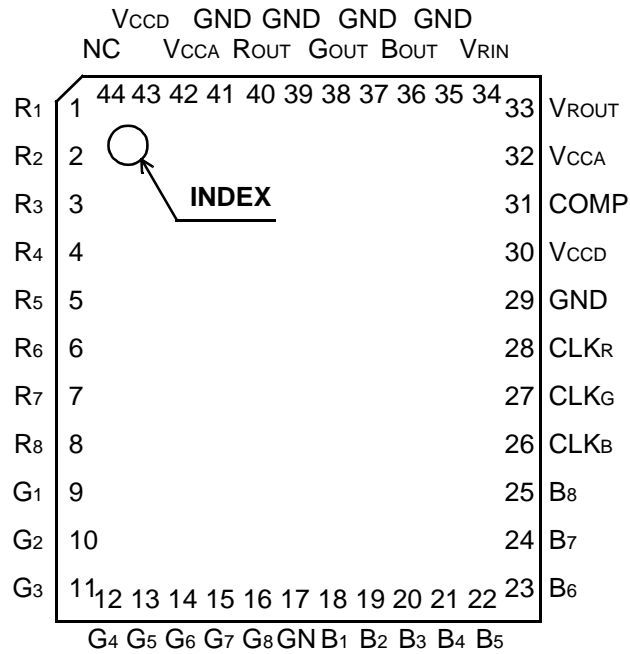 VCCD GND GND GND GND
NC VCCA ROUT GOUT BOUT VRIN
44 43 42 41 40 39 38 37 36 35 34
R1 1 33 VROUT
R2 2 32 VCCA
INDEX
R3 3 31 COMP
R4 4 30 VCCD
R5 5 29 GND
R6 6 28 CLKR
R7 7 27 CLKG
R8 8 26 CLKB
G1 9 25 B8
G2 10 24 B7
G3 11 23 B6
12 13 14 15 16 17 18 19 20 21 22
G4 G5 G6 G7 G8 GN B1 B2 B3 B4 B5